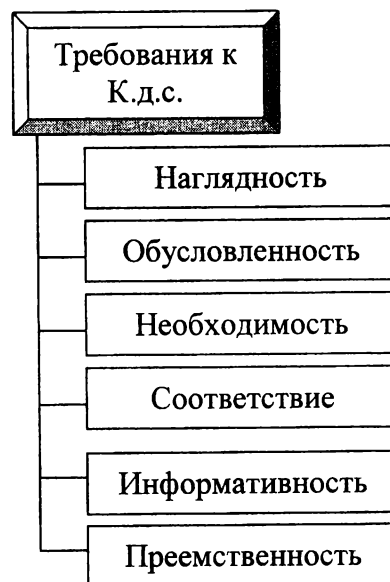 Требования к
К.д.с.
Наглядность
Обусловленность
Необходимость
Соответствие
Информативность
Преемственность